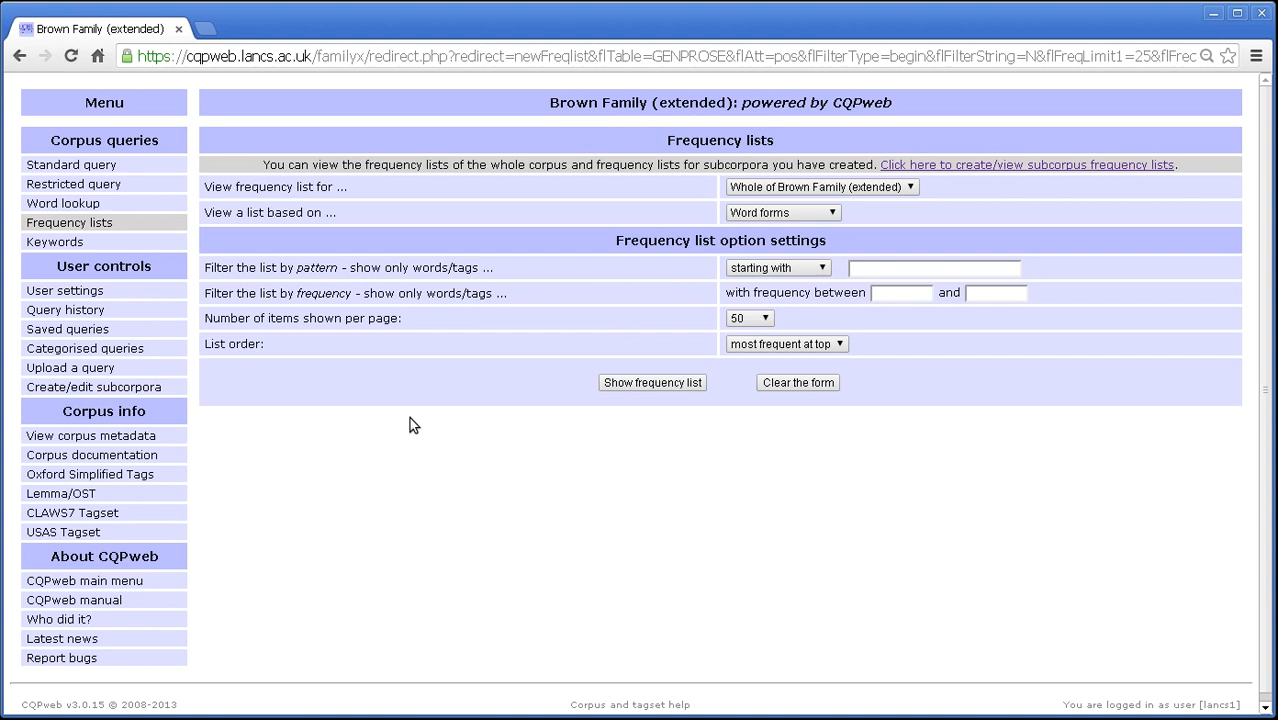 Brown Family (extended)
https://cqpweb.lancs.ac.uk/familyx/redirect.php?redirect=newFreqlist&flTable=GENPROSE&flAtt=pos&flFilterType=begin&flFilterString=N&flFreqLimit1=25&flFrec
Menu
Brown Family (extended): powered by CQPweb
Corpus queries
Standard query
Restricted query
Word lookup
Frequency lists
Keywords
User controls
User settings
Query history
Saved queries
Categorised queries
Upload a query
Create/edit subcorpora
Corpus info
View corpus metadata
Corpus documentation
Oxford Simplified Tags
Lemma/OST
CLAWS7 Tagset
USAS Tagset
About CQPweb
CQPweb main menu
CQPweb manual
Who did it?
Latest news
Report bugs
Frequency lists
You can view the frequency lists of the whole corpus and frequency lists for subcorpora you have created. Click here to create/view subcorpus frequency lists.
View frequency list for ... Whole of Brown Family (extended)
View a list based on ... Word forms
Frequency list option settings
Filter the list by pattern - show only words/tags ... starting with
Filter the list by frequency - show only words/tags ... with frequency between and
Number of items shown per page: 50
List order: most frequent at top
Show frequency list Clear the form
CQPweb v3.0.15 © 2008-2013 Corpus and tagset help You are logged in as user [lancs1]